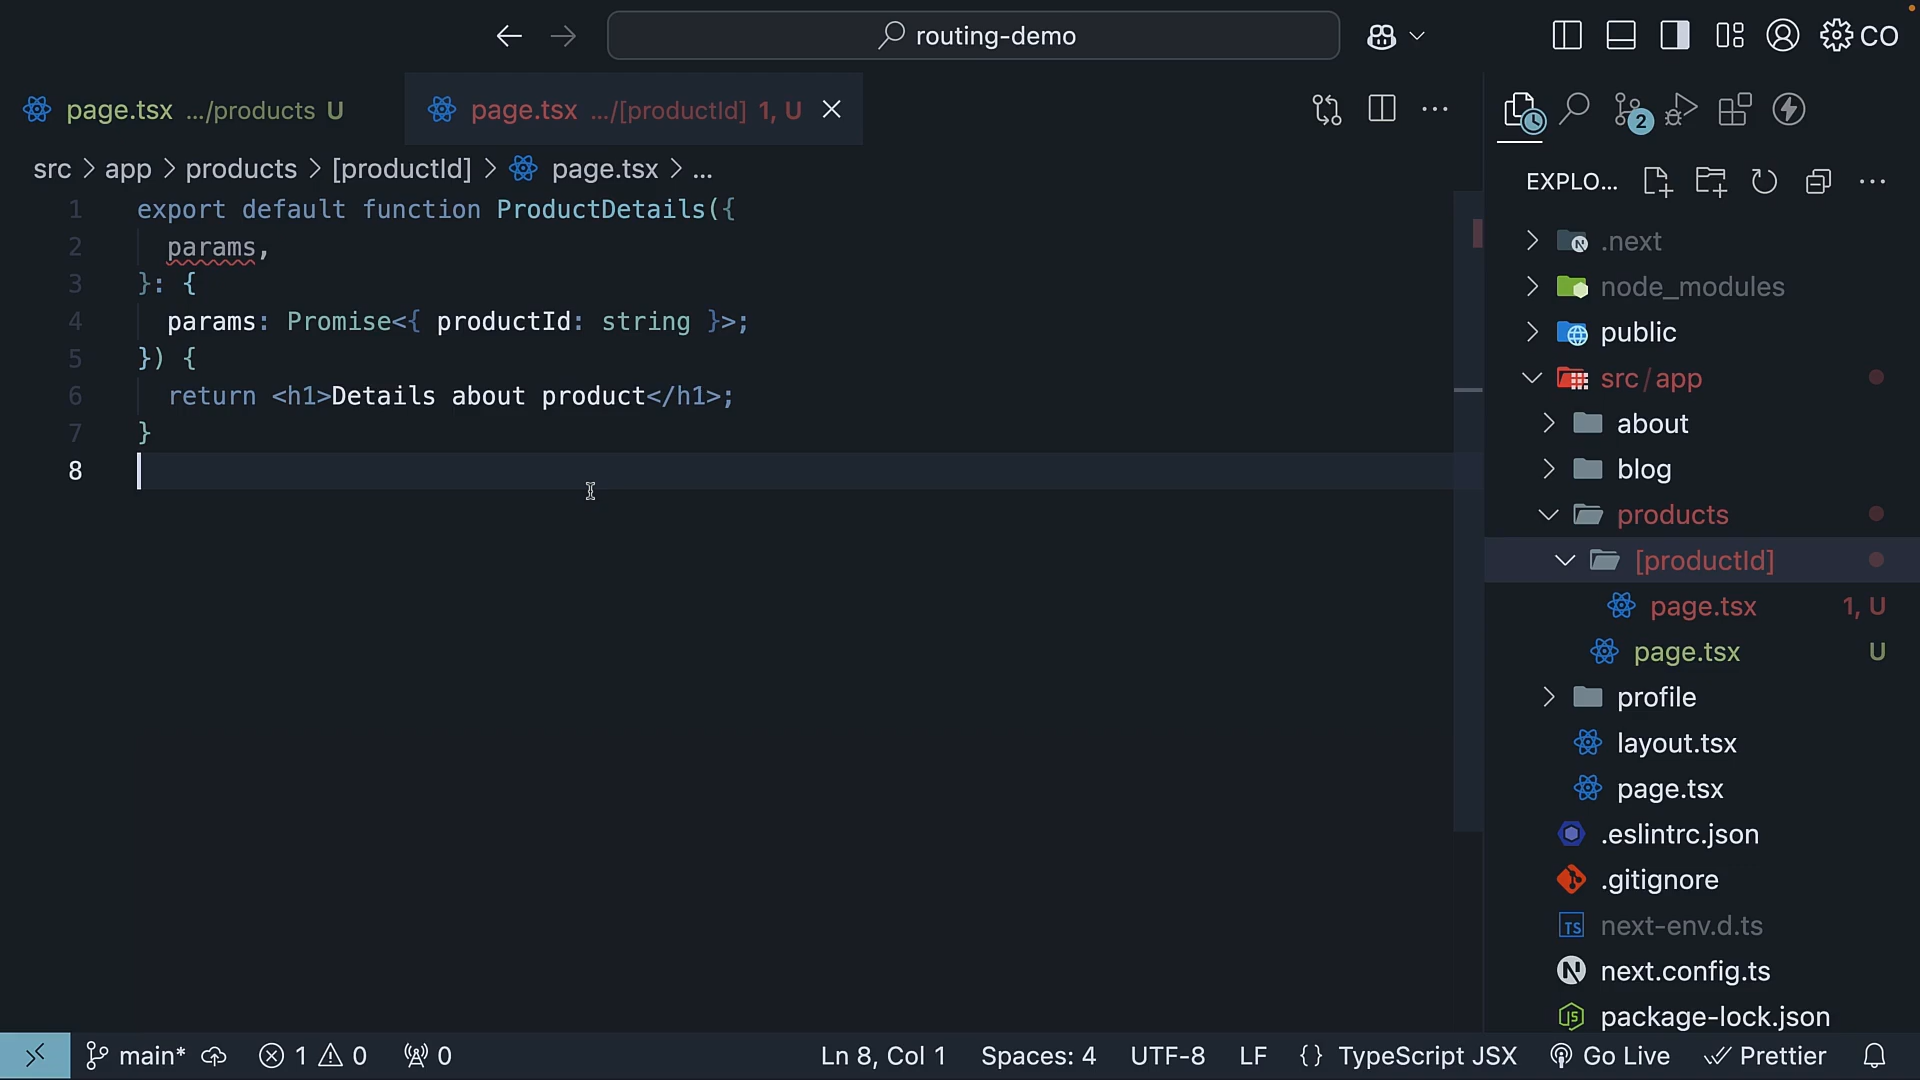 routing-demo
CO
page.tsx .../products U
page.tsx .../[productId] 1, U
2
src > app > products > [productId] > page.tsx > ...
EXPLO...
1 export default function ProductDetails({
2 params,
3 }: {
4 params: Promise<{ productId: string }>;
5 }) {
6 return <h1>Details about product</h1>;
7 }
8
.next
node_modules
public
src / app
about
blog
products
[productId]
page.tsx 1, U
page.tsx U
profile
layout.tsx
page.tsx
.eslintrc.json
.gitignore
TS next-env.d.ts
next.config.ts
package-lock.json
main* 1 0 0 Ln 8, Col 1 Spaces: 4 UTF-8 LF {} TypeScript JSX Go Live Prettier